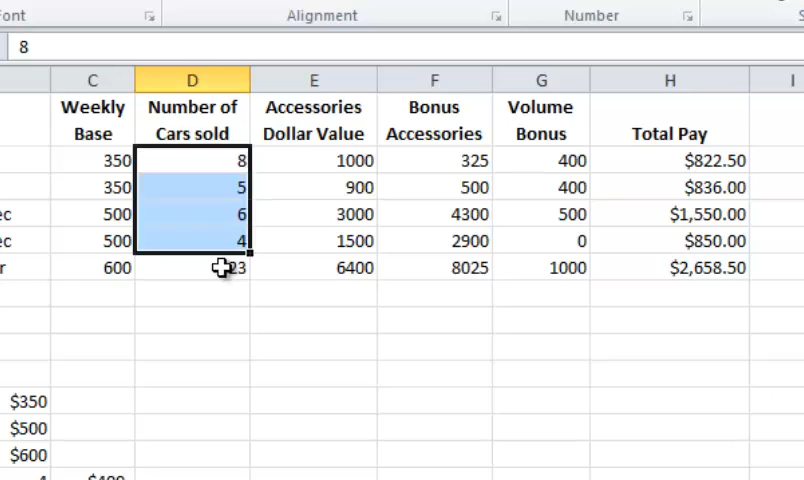 Font Alignment Number
8
C D E F G H I
Weekly Number of Accessories Bonus Volume
Base Cars sold Dollar Value Accessories Bonus Total Pay
350 8 1000 325 400 $822.50
350 5 900 500 400 $836.00
ec 500 6 3000 4300 500 $1,550.00
ec 500 4 1500 2900 0 $850.00
r 600 23 6400 8025 1000 $2,658.50
$350
$500
$600
4 $400